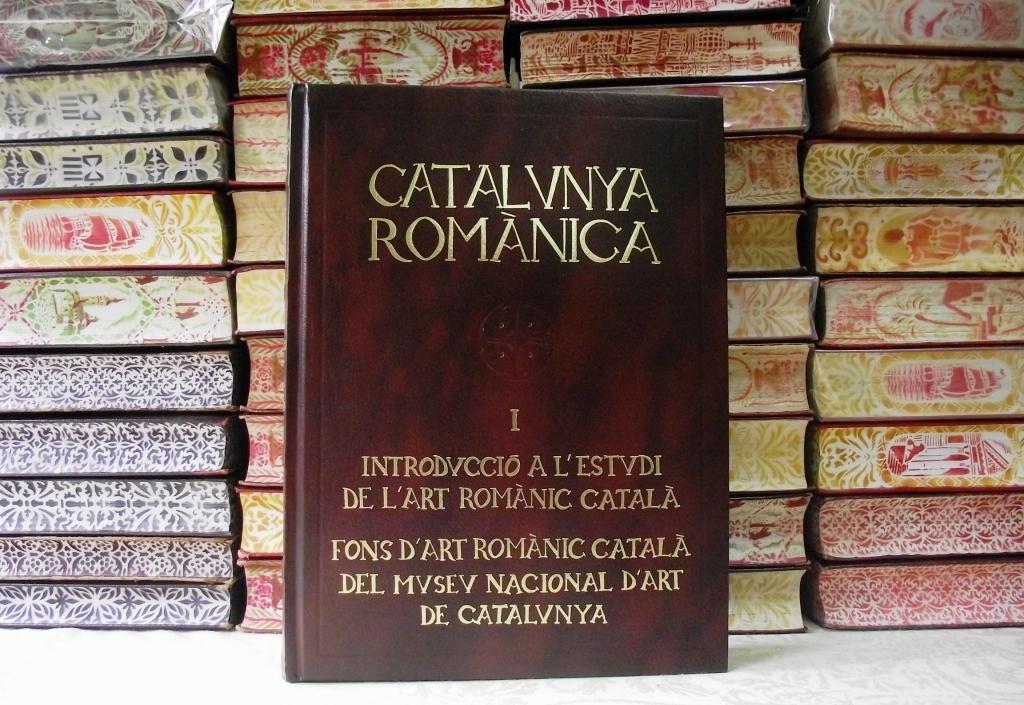 CATALVNYA
ROMÀNICA
I
INTRODVCCIÓ A L'ESTVDI
DE L'ART ROMÀNIC CATALÀ
FONS D'ART ROMÀNIC CATALÀ
DEL MVSEV NACIONAL D'ART
DE CATALVNYA